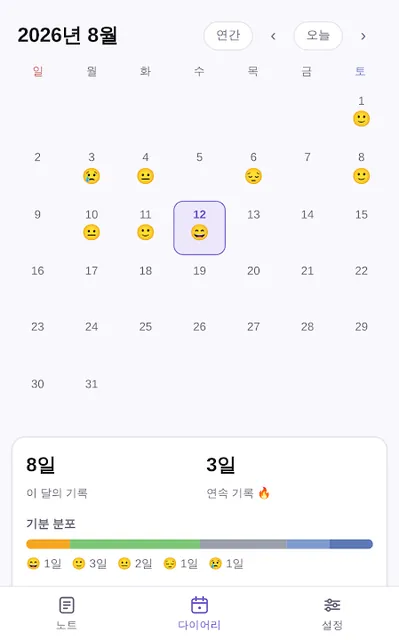 2026년 8월 연간 ‹ 오늘 ›
일 월 화 수 목 금 토
1
🙂
2 3 4 5 6 7 8
😢 😐 😔 🙂
9 10 11 12 13 14 15
😐 🙂 😄
16 17 18 19 20 21 22
23 24 25 26 27 28 29
30 31
8일 3일
이 달의 기록 연속 기록 🔥
기분 분포
😄 1일 🙂 3일 😐 2일 😔 1일 😢 1일
노트 다이어리 설정